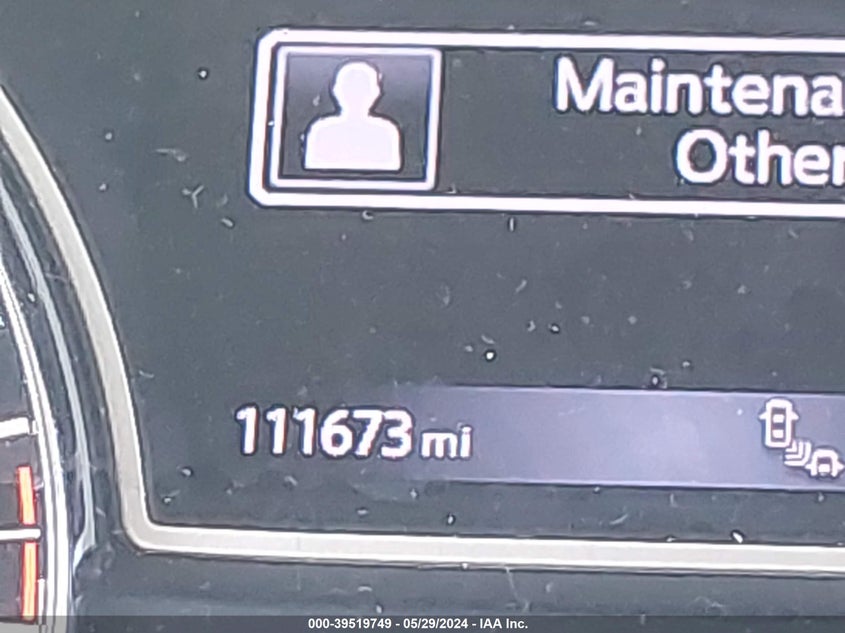 Maintena
Other
111673 mi
000-39519749 - 05/29/2024 - IAA Inc.